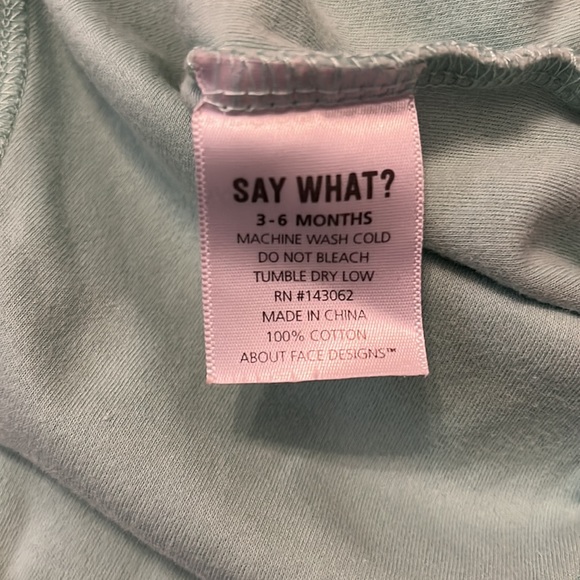 SAY WHAT?
3-6 MONTHS
MACHINE WASH COLD
DO NOT BLEACH
TUMBLE DRY LOW
RN #143062
MADE IN CHINA
100% COTTON
ABOUT FACE DESIGNS™